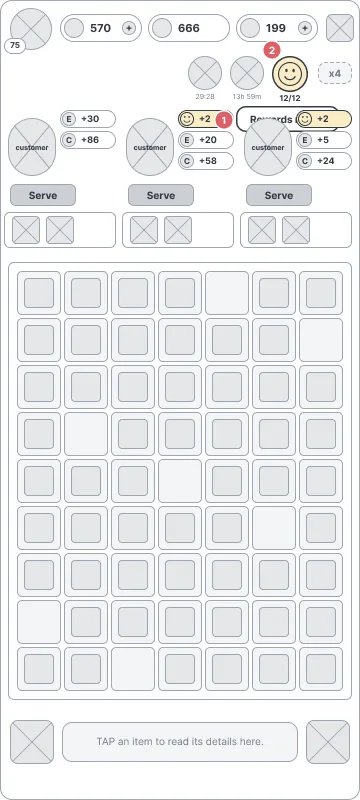 75
570 +
666
199 +
2
29:28
13h 59m
12/12
x4
E +30
C +86
customer
Serve
+2
1
E +20
C +58
customer
Serve
Rewards
+2
E +5
C +24
customer
Serve
TAP an item to read its details here.